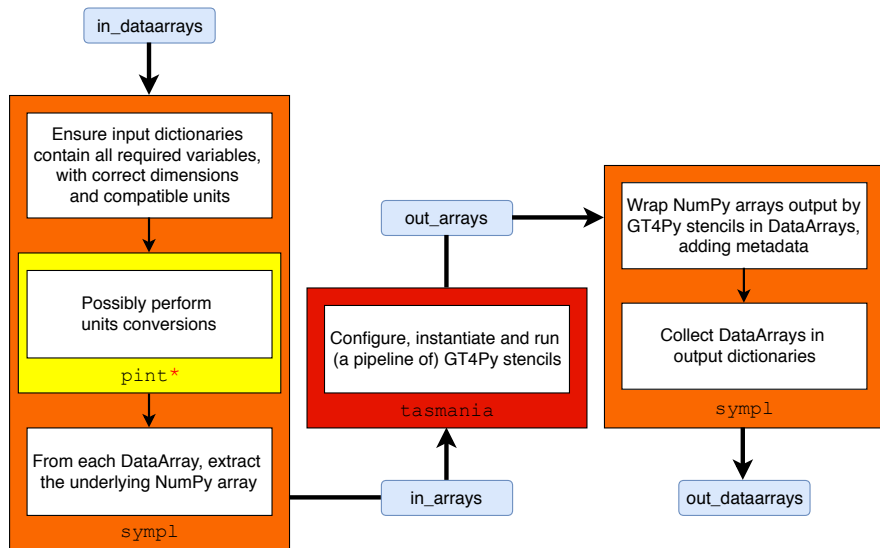 in_dataarrays
Ensure input dictionaries
contain all required variables,
with correct dimensions
and compatible units
Possibly perform
units conversions
pint*
From each DataArray, extract
the underlying NumPy array
sympl
in_arrays
Configure, instantiate and run
(a pipeline of) GT4Py stencils
tasmania
out_arrays
Wrap NumPy arrays output by
GT4Py stencils in DataArrays,
adding metadata
Collect DataArrays in
output dictionaries
sympl
out_dataarrays